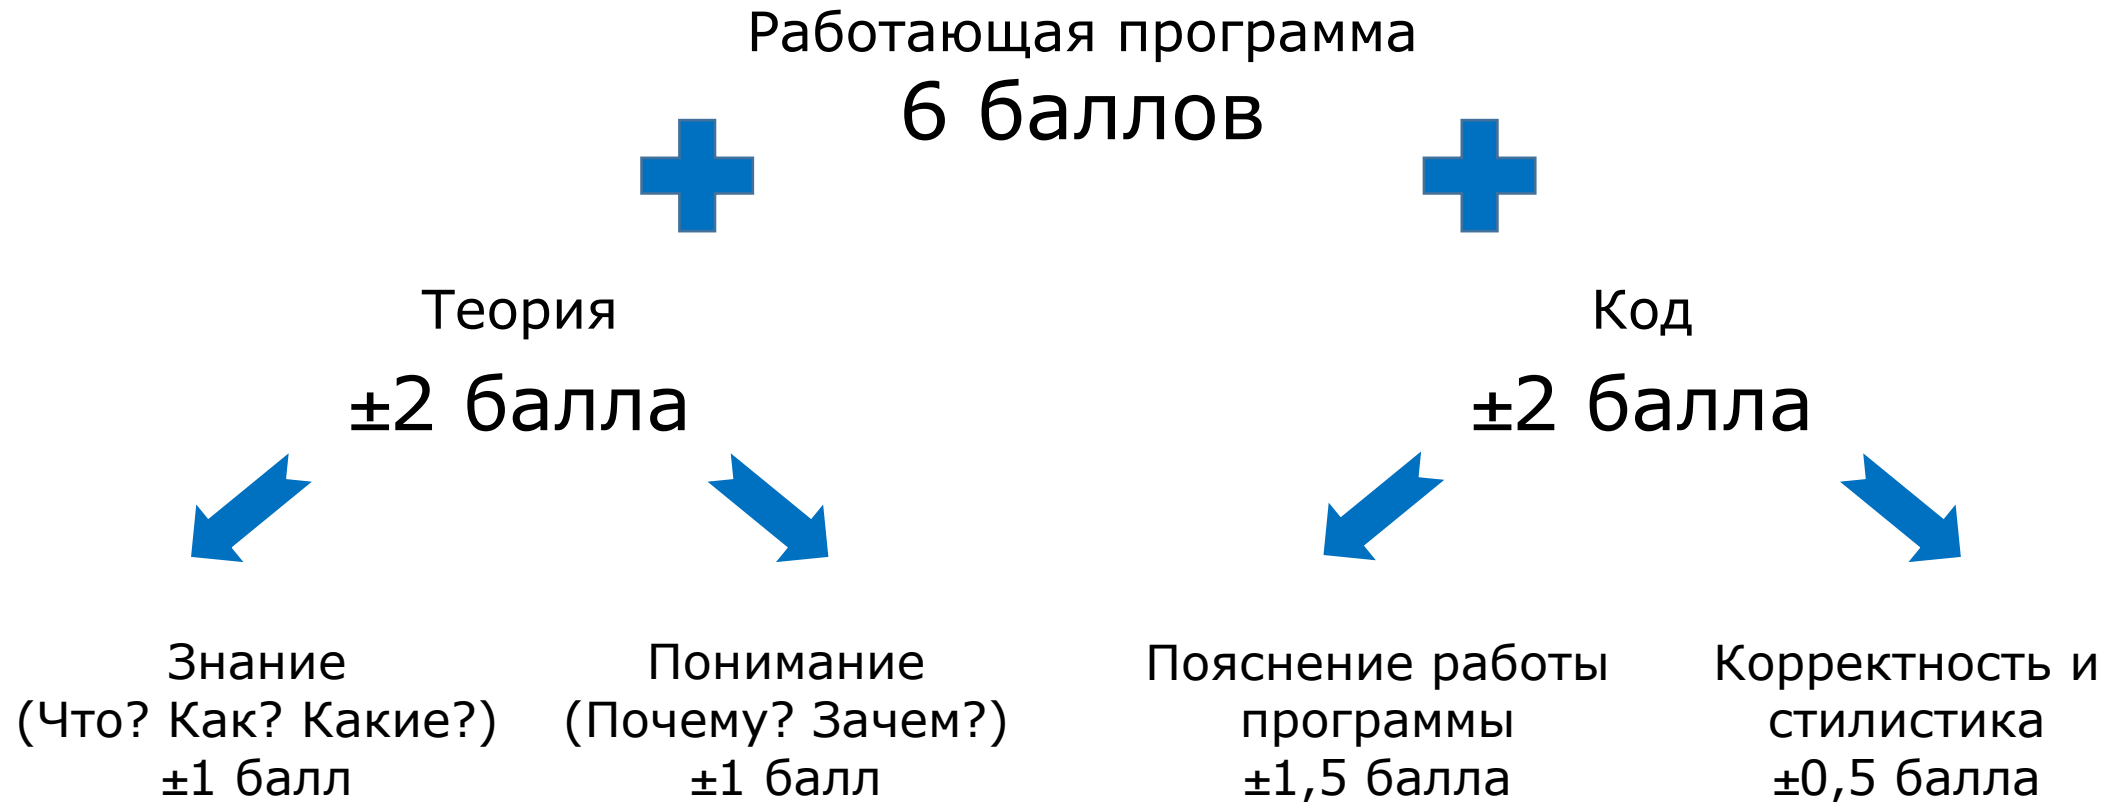 Работающая программа
6 баллов
Теория
±2 балла
Код
±2 балла
Знание
(Что? Как? Какие?)
±1 балл
Понимание
(Почему? Зачем?)
±1 балл
Пояснение работы
программы
±1,5 балла
Корректность и
стилистика
±0,5 балла